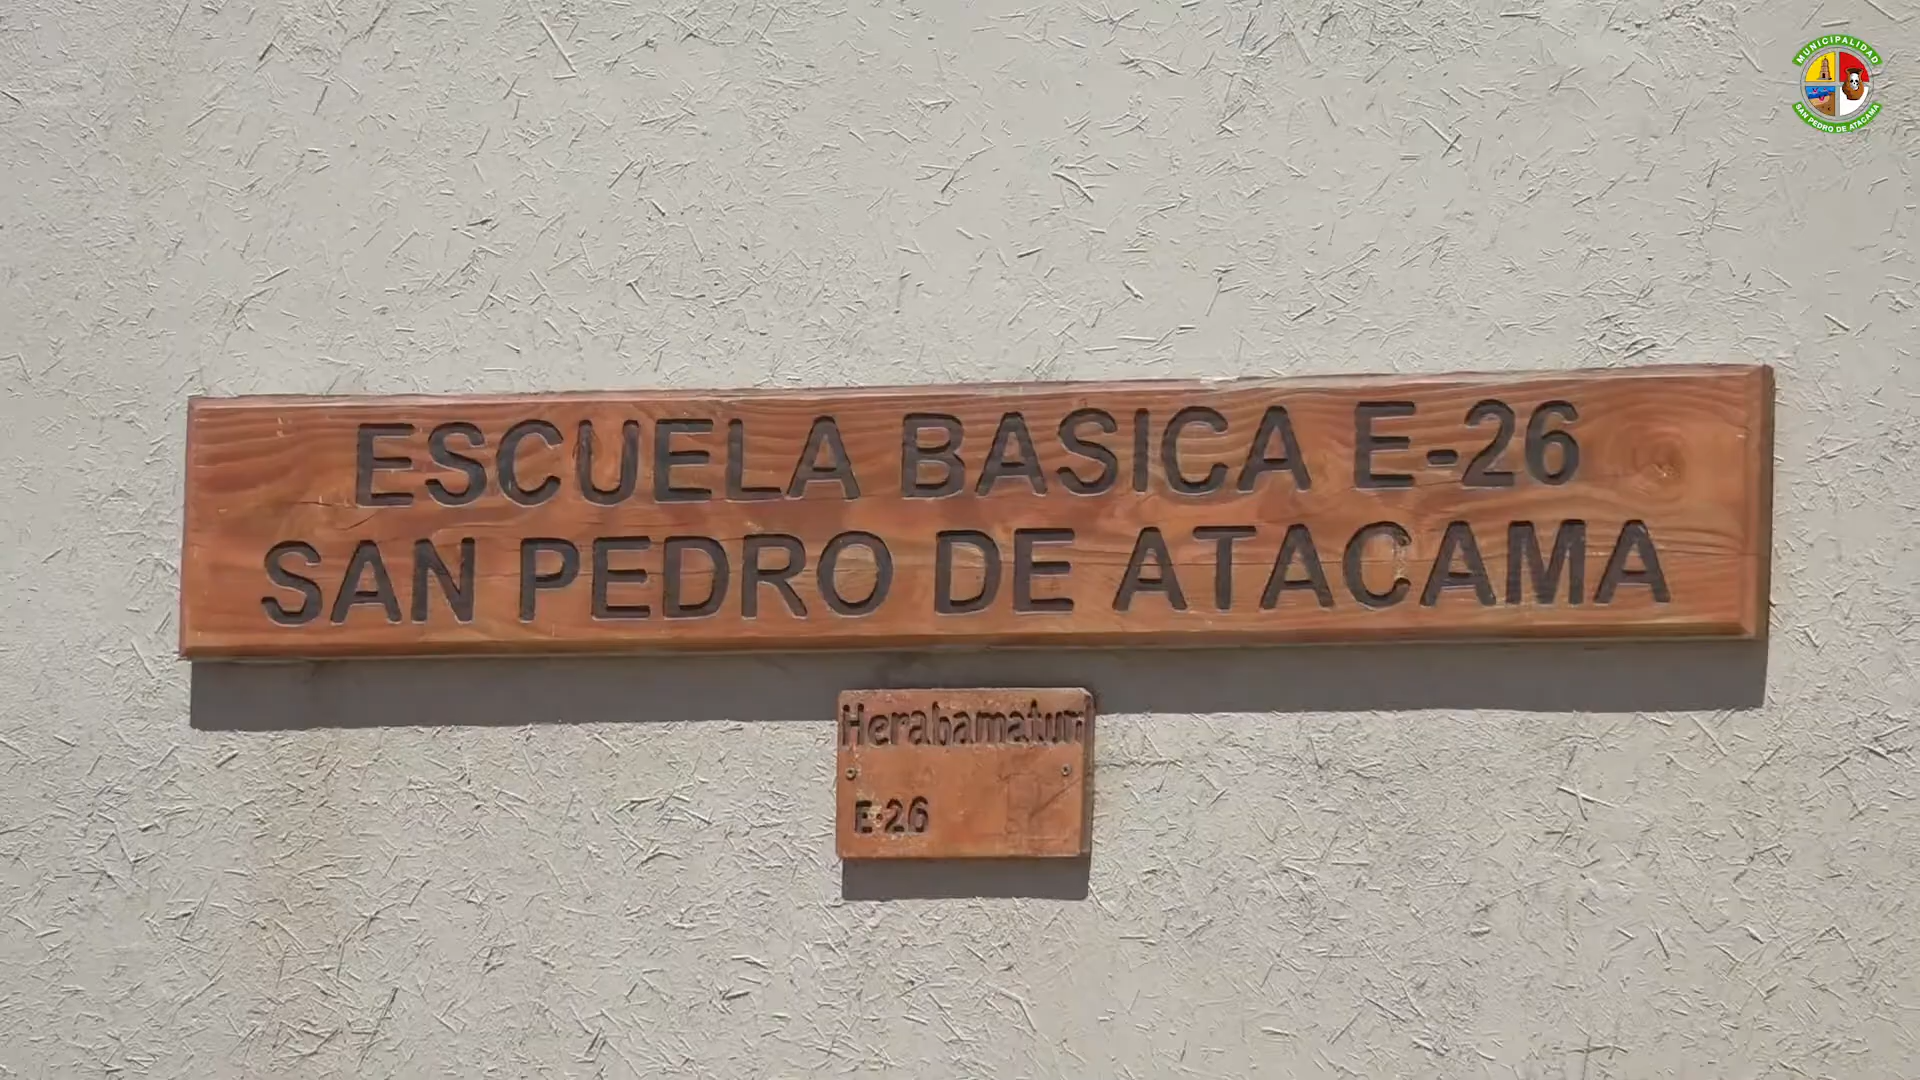 MUNICIPALIDAD
SAN PEDRO DE ATACAMA
ESCUELA BASICA E-26
SAN PEDRO DE ATACAMA
Herabamaturi
E-26